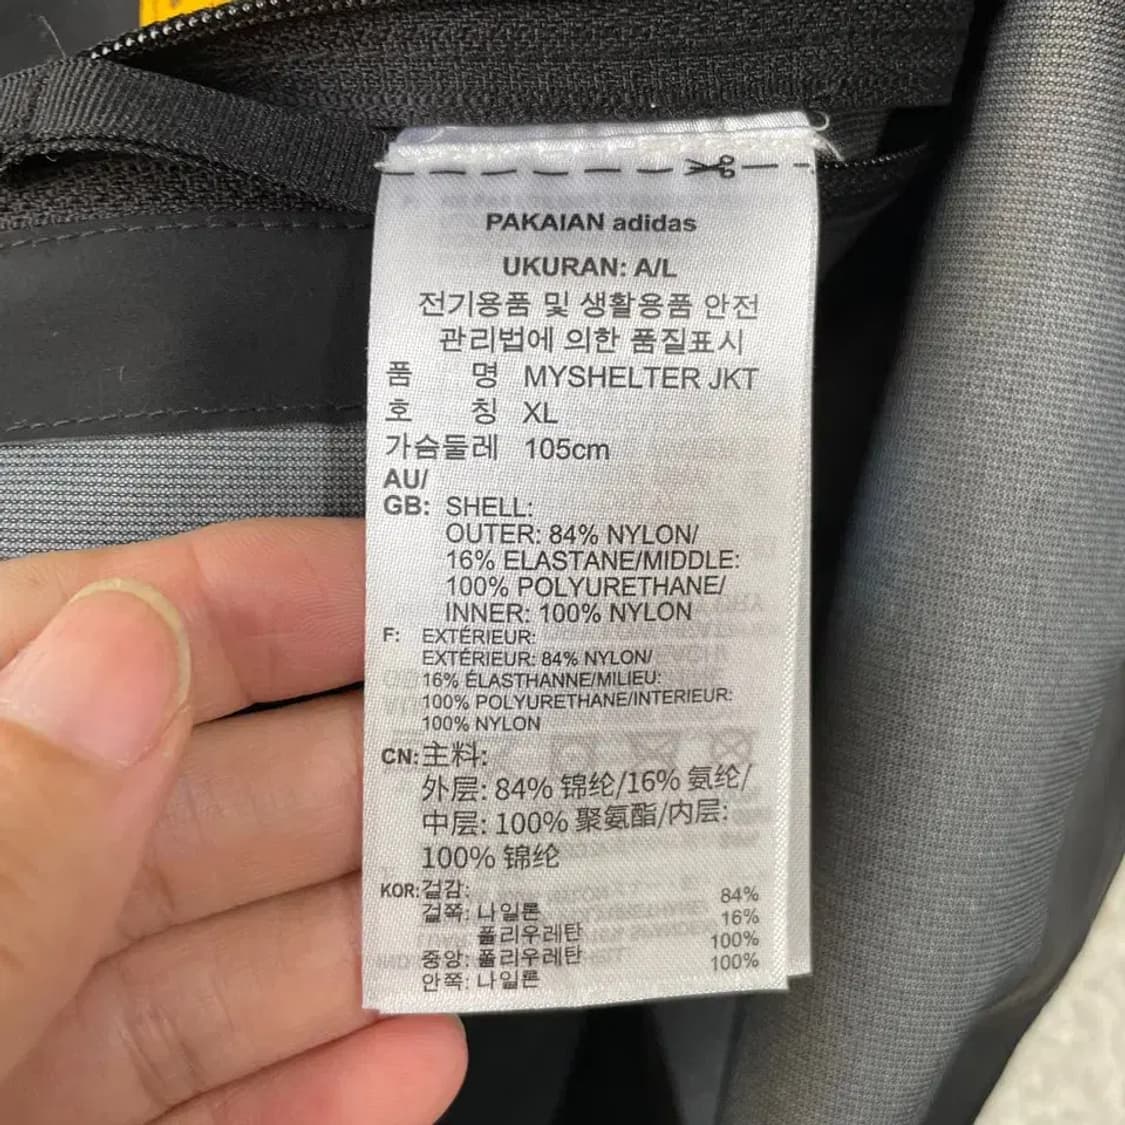 PAKAIAN adidas
UKURAN: A/L
전기용품 및 생활용품 안전
관리법에 의한 품질표시
품 명 MYSHELTER JKT
호 칭 XL
가슴둘레 105cm
AU/
GB: SHELL:
OUTER: 84% NYLON/
16% ELASTANE/MIDDLE:
100% POLYURETHANE/
INNER: 100% NYLON
F: EXTÉRIEUR:
EXTÉRIEUR: 84% NYLON/
16% ÉLASTHANNE/MILIEU:
100% POLYURETHANE/INTERIEUR:
100% NYLON
CN: 主料:
外层: 84% 锦纶/16% 氨纶/
中层: 100% 聚氨酯/内层:
100% 锦纶
KOR: 겉감:
겉쪽: 나일론 84%
폴리우레탄 16%
중앙: 폴리우레탄 100%
안쪽: 나일론 100%